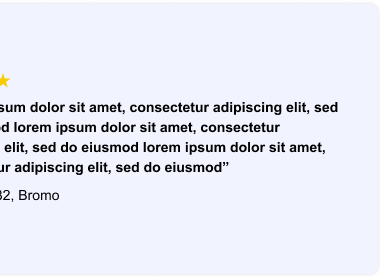 sum dolor sit amet, consectetur adipiscing elit, sed
d lorem ipsum dolor sit amet, consectetur
elit, sed do eiusmod lorem ipsum dolor sit amet,
ur adipiscing elit, sed do eiusmod”
32, Bromo